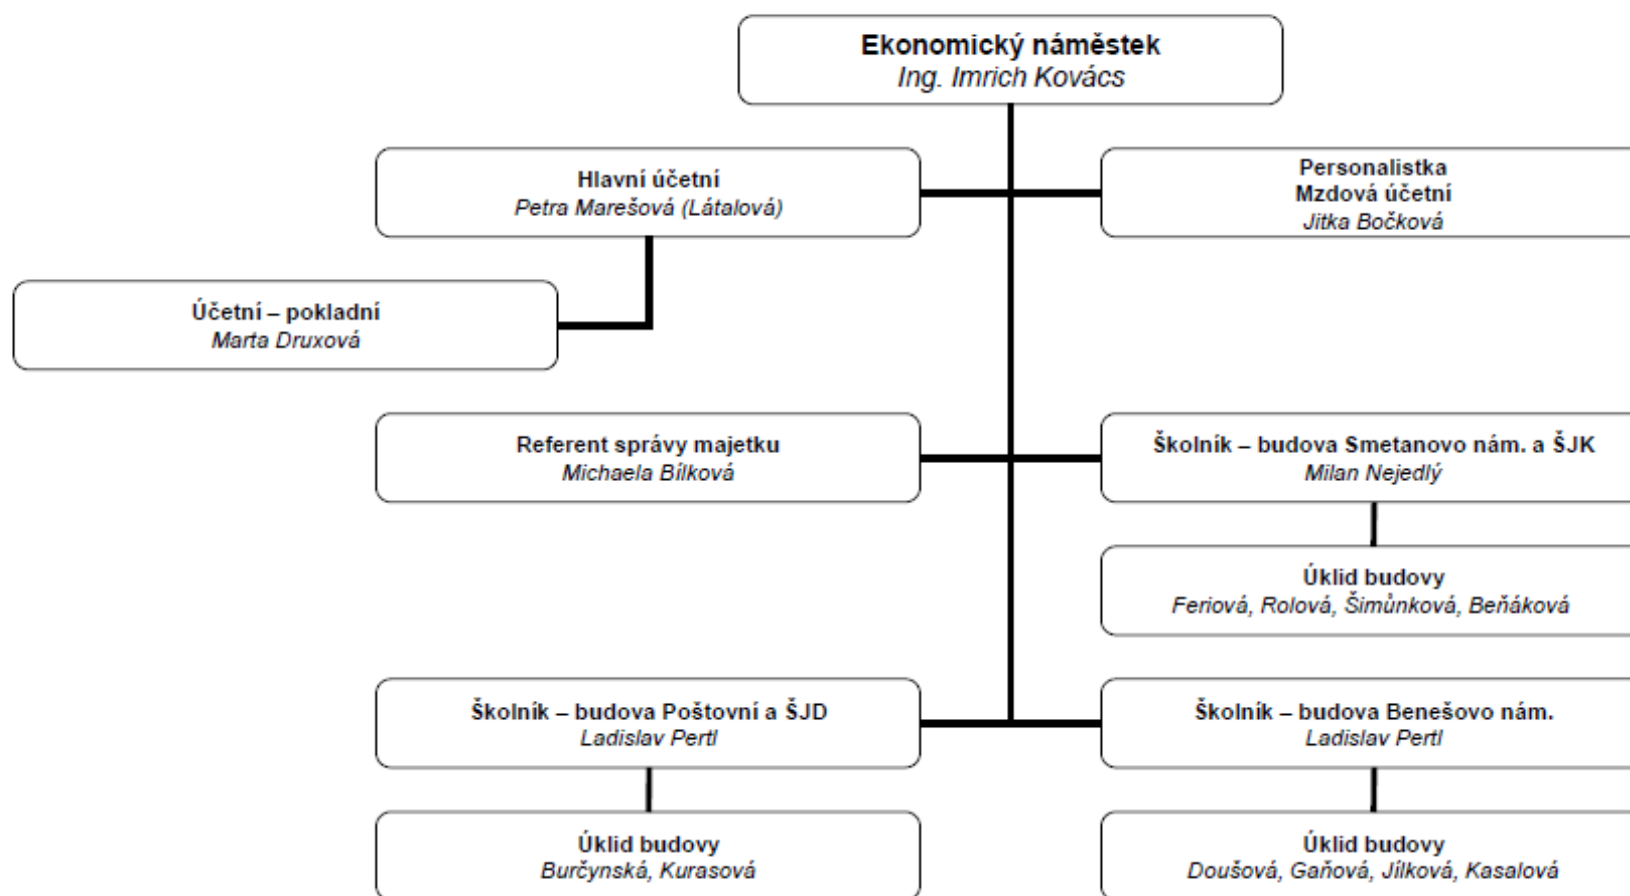 Ekonomický náměstek
Ing. Imrich Kovács
Hlavní účetní
Petra Marešová (Látalová)
Personalistka
Mzdová účetní
Jitka Bočková
Účetní – pokladní
Marta Druxová
Referent správy majetku
Michaela Bílková
Školník – budova Smetanovo nám. a ŠJK
Milan Nejedlý
Úklid budovy
Feriová, Rolová, Šimůnková, Beňáková
Školník – budova Poštovní a ŠJD
Ladislav Pertl
Školník – budova Benešovo nám.
Ladislav Pertl
Úklid budovy
Burčynská, Kurasová
Úklid budovy
Doušová, Gaňová, Jílková, Kasalová